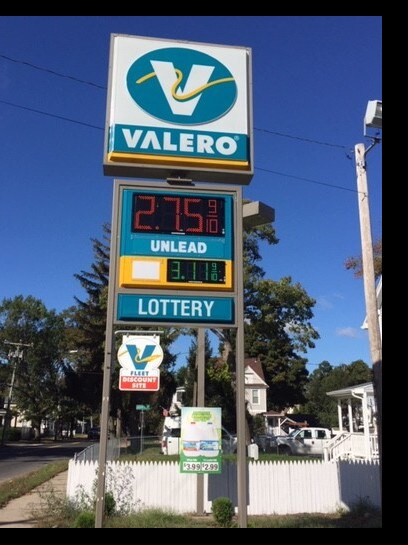 V
VALERO®
2.75 9/10
UNLEAD
3.11 9/10
LOTTERY
V
FLEET
DISCOUNT
SITE
$3.99 $2.99